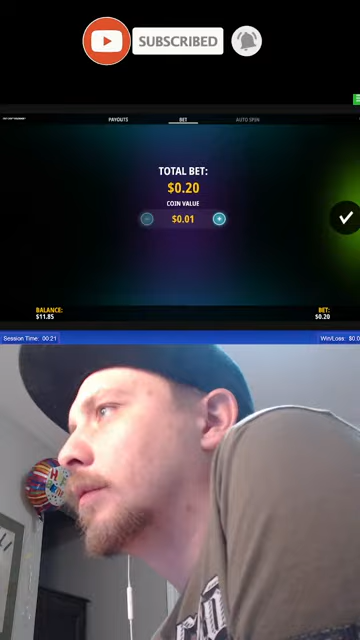 SUBSCRIBED
PAYOUTS BET AUTO SPIN
TOTAL BET:
$0.20
COIN VALUE
$0.01
BALANCE: BET:
$11.85 $0.20
Session Time: 00:21 Win/Loss: $0.0